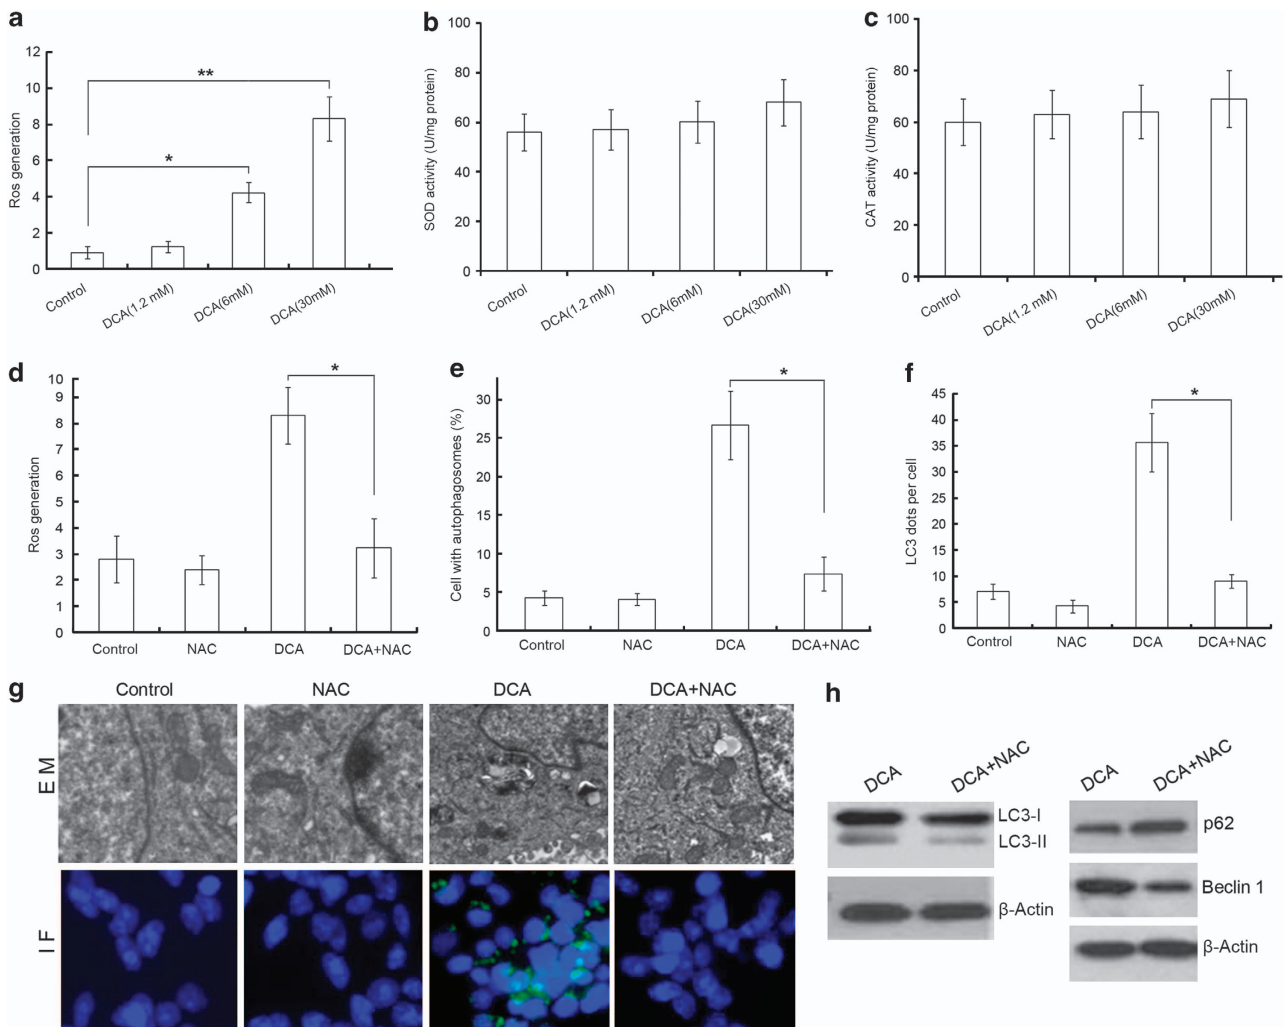 a
Ros generation
12
10
8
6
4
2
0
**
*
Control
DCA(1.2 mM)
DCA(6mM)
DCA(30mM)
b
SOD activity (U/mg protein)
100
80
60
40
20
0
Control
DCA(1.2 mM)
DCA(6mM)
DCA(30mM)
c
CAT activity (U/mg protein)
100
80
60
40
20
0
Control
DCA(1.2 mM)
DCA(6mM)
DCA(30mM)
d
Ros generation
10
9
8
7
6
5
4
3
2
1
0
*
Control NAC DCA DCA+NAC
e
Cell with autophagosomes (%)
30
25
20
15
10
5
0
*
Control NAC DCA DCA+NAC
f
LC3 dots per cell
45
40
35
30
25
20
15
10
5
0
*
Control NAC DCA DCA+NAC
g
Control NAC DCA DCA+NAC
EM
IF
h
DCA DCA+NAC
LC3-I
LC3-II
β-Actin
DCA DCA+NAC
p62
Beclin 1
β-Actin